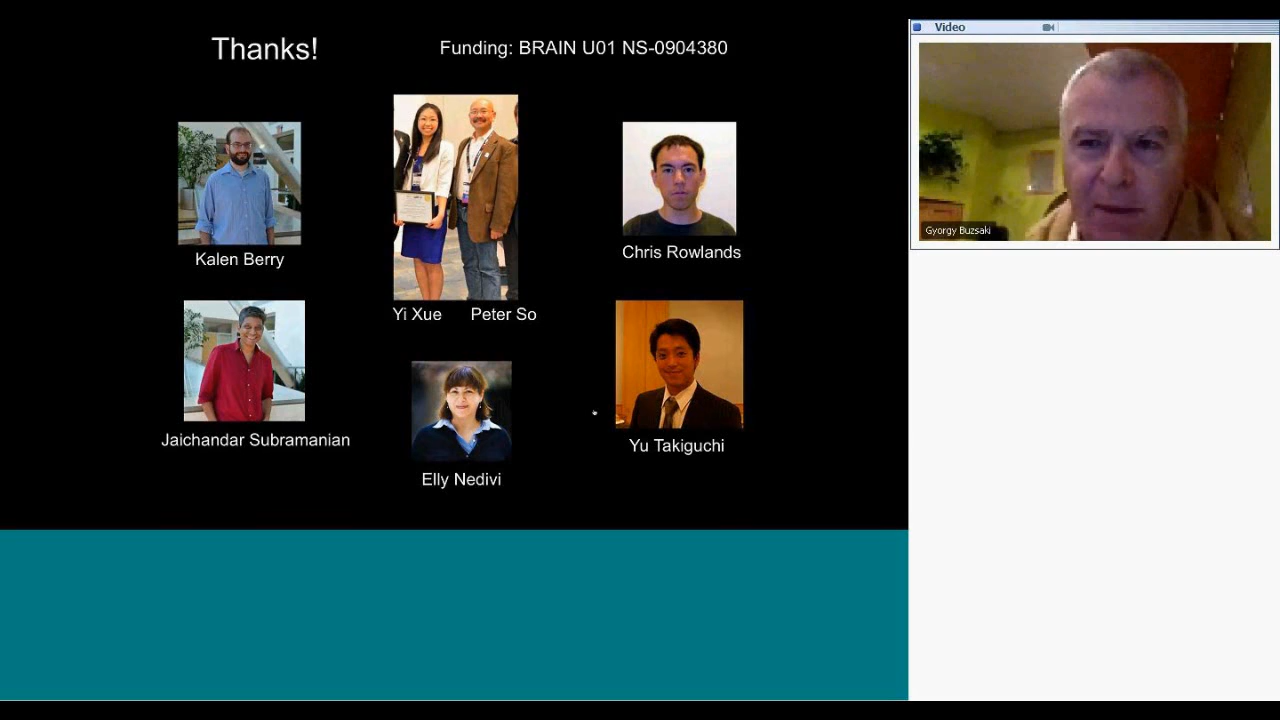 Thanks!
Funding: BRAIN U01 NS-0904380
Kalen Berry
Yi Xue
Peter So
Chris Rowlands
Jaichandar Subramanian
Elly Nedivi
Yu Takiguchi
Video
Gyorgy Buzsaki